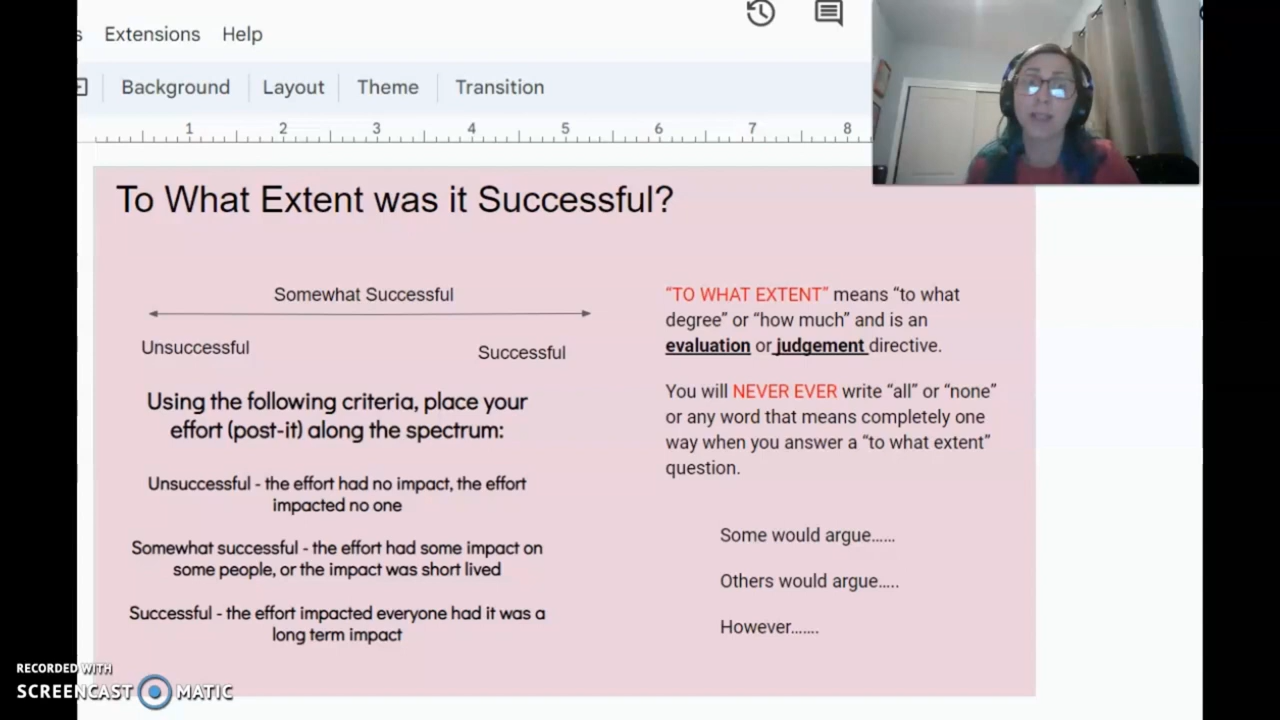 s Extensions Help
Background Layout Theme Transition
1 2 3 4 5 6 7 8
To What Extent was it Successful?
Somewhat Successful
Unsuccessful Successful
Using the following criteria, place your
effort (post-it) along the spectrum:
Unsuccessful - the effort had no impact, the effort
impacted no one
Somewhat successful - the effort had some impact on
some people, or the impact was short lived
Successful - the effort impacted everyone had it was a
long term impact
“TO WHAT EXTENT” means “to what
degree” or “how much” and is an
evaluation or judgement directive.
You will NEVER EVER write “all” or “none”
or any word that means completely one
way when you answer a “to what extent”
question.
Some would argue……
Others would argue…..
However…….
RECORDED WITH
SCREENCAST MATIC